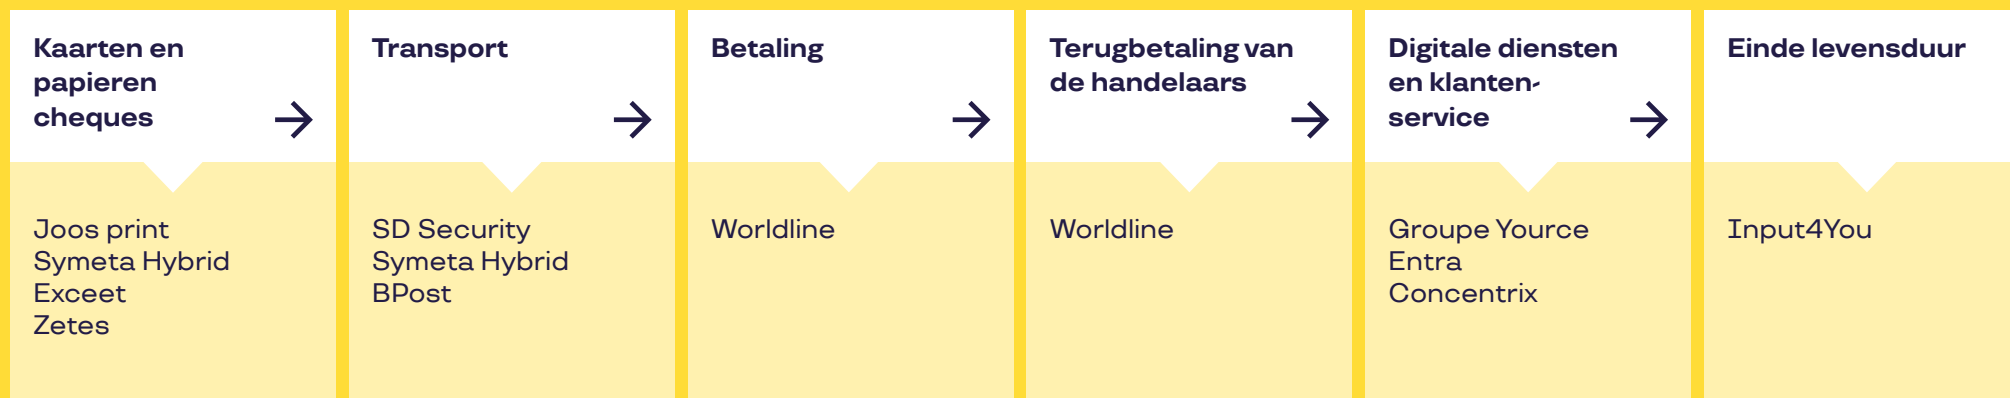 Kaarten en
papieren
cheques
Joos print
Symeta Hybrid
Exceet
Zetes
Transport
SD Security
Symeta Hybrid
BPost
Betaling
Worldline
Terugbetaling van
de handelaars
Worldline
Digitale diensten
en klanten-
service
Groupe Yource
Entra
Concentrix
Einde levensduur
Input4You